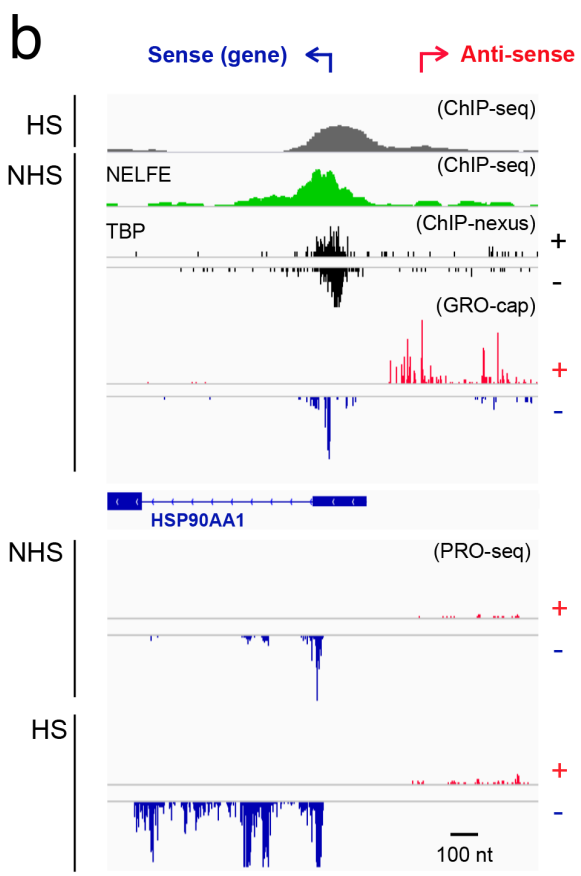 b
Sense (gene)
Anti-sense
HS
(ChIP-seq)
NHS
NELFE
(ChIP-seq)
TBP
(ChIP-nexus)
+
-
(GRO-cap)
+
-
HSP90AA1
NHS
(PRO-seq)
+
-
HS
+
-
100 nt